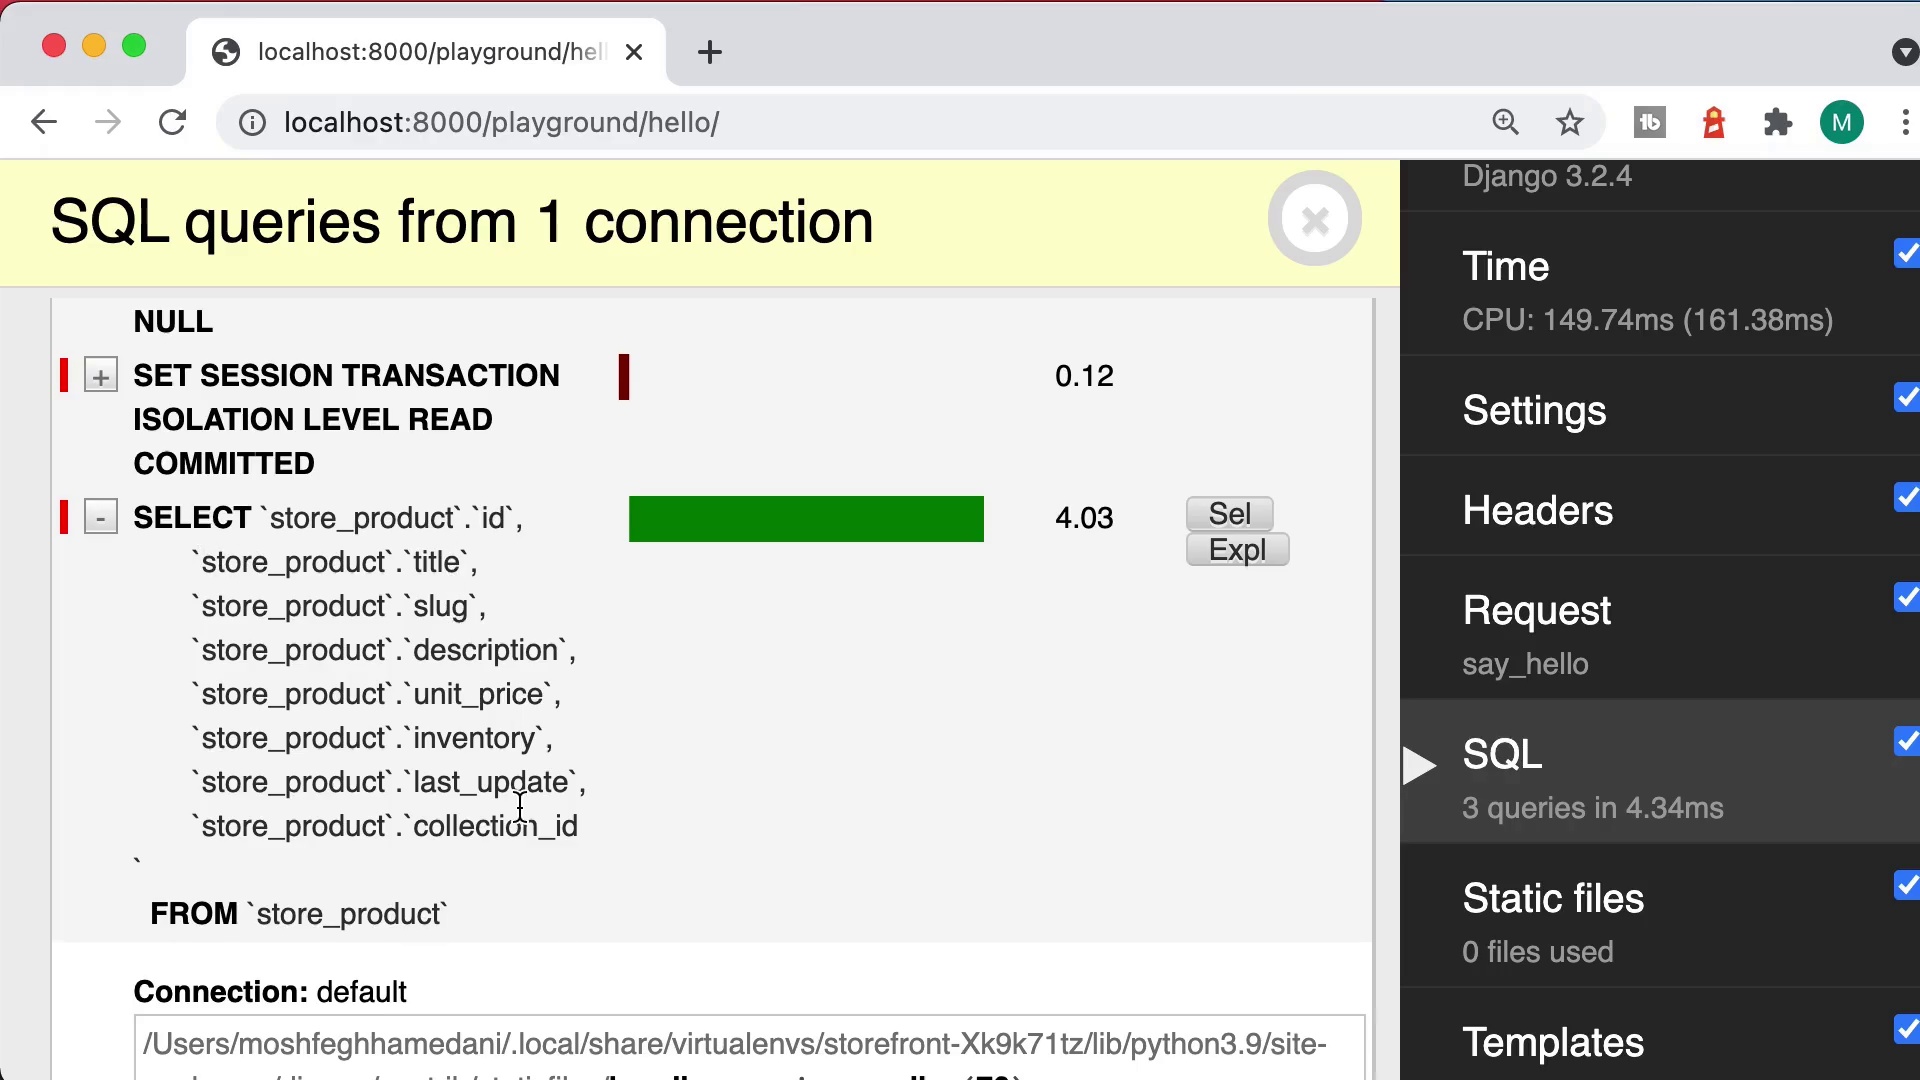 localhost:8000/playground/hell
localhost:8000/playground/hello/
M
SQL queries from 1 connection
NULL
+ SET SESSION TRANSACTION 0.12
ISOLATION LEVEL READ
COMMITTED
- SELECT `store_product`.`id`, 4.03 Sel
Expl
`store_product`.`title`,
`store_product`.`slug`,
`store_product`.`description`,
`store_product`.`unit_price`,
`store_product`.`inventory`,
`store_product`.`last_update`,
`store_product`.`collection_id
`
FROM `store_product`
Connection: default
/Users/moshfeghhamedani/.local/share/virtualenvs/storefront-Xk9k71tz/lib/python3.9/site-
Django 3.2.4
Time
CPU: 149.74ms (161.38ms)
Settings
Headers
Request
say_hello
SQL
3 queries in 4.34ms
Static files
0 files used
Templates